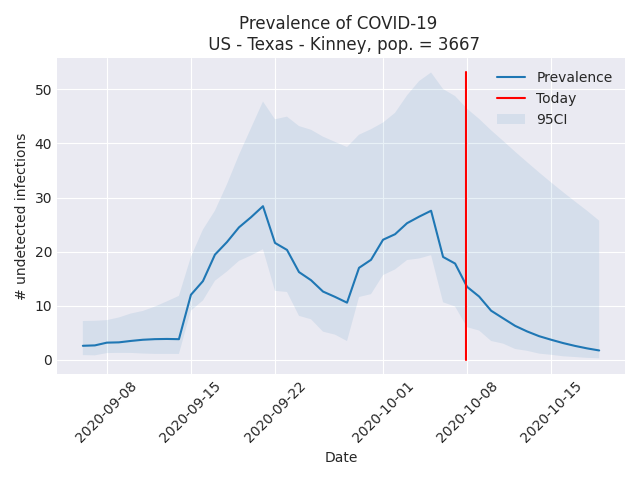 Prevalence of COVID-19
US - Texas - Kinney, pop. = 3667
Prevalence
Today
95CI
# undetected infections
50
40
30
20
10
0
2020-09-08
2020-09-15
2020-09-22
2020-10-01
2020-10-08
2020-10-15
Date